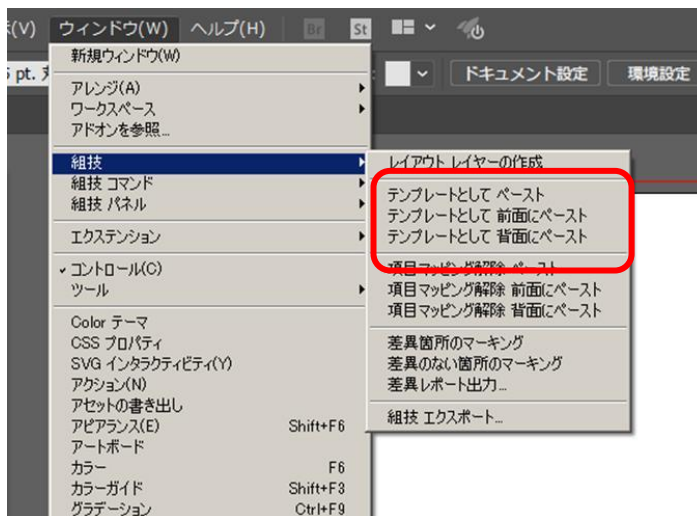 (V) ウィンドウ(W) ヘルプ(H) Br St
pt. ドキュメント設定 環境設定
新規ウィンドウ(W)
アレンジ(A)
ワークスペース
アドオンを参照...
組技
組技 コマンド
組技 パネル
エクステンション
コントロール(C)
ツール
Color テーマ
CSS プロパティ
SVG インタラクティビティ(Y)
アクション(N)
アセットの書き出し
アピアランス(E) Shift+F6
アートボード
カラー F6
カラーガイド Shift+F3
グラデーション Ctrl+F9
レイアウト レイヤーの作成
テンプレートとして ペースト
テンプレートとして 前面にペースト
テンプレートとして 背面にペースト
項目マッピング解除 ペースト
項目マッピング解除 前面にペースト
項目マッピング解除 背面にペースト
差異箇所のマーキング
差異のない箇所のマーキング
差異レポート出力...
組技 エクスポート...